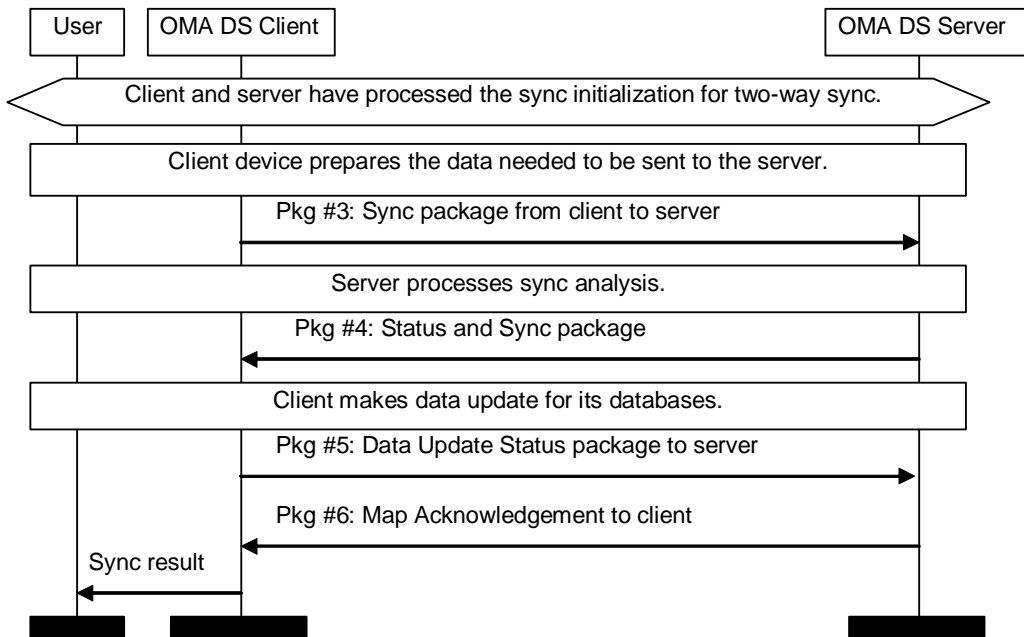 User
OMA DS Client
OMA DS Server
Client and server have processed the sync initialization for two-way sync.
Client device prepares the data needed to be sent to the server.
Pkg #3: Sync package from client to server
Server processes sync analysis.
Pkg #4: Status and Sync package
Client makes data update for its databases.
Pkg #5: Data Update Status package to server
Pkg #6: Map Acknowledgement to client
Sync result